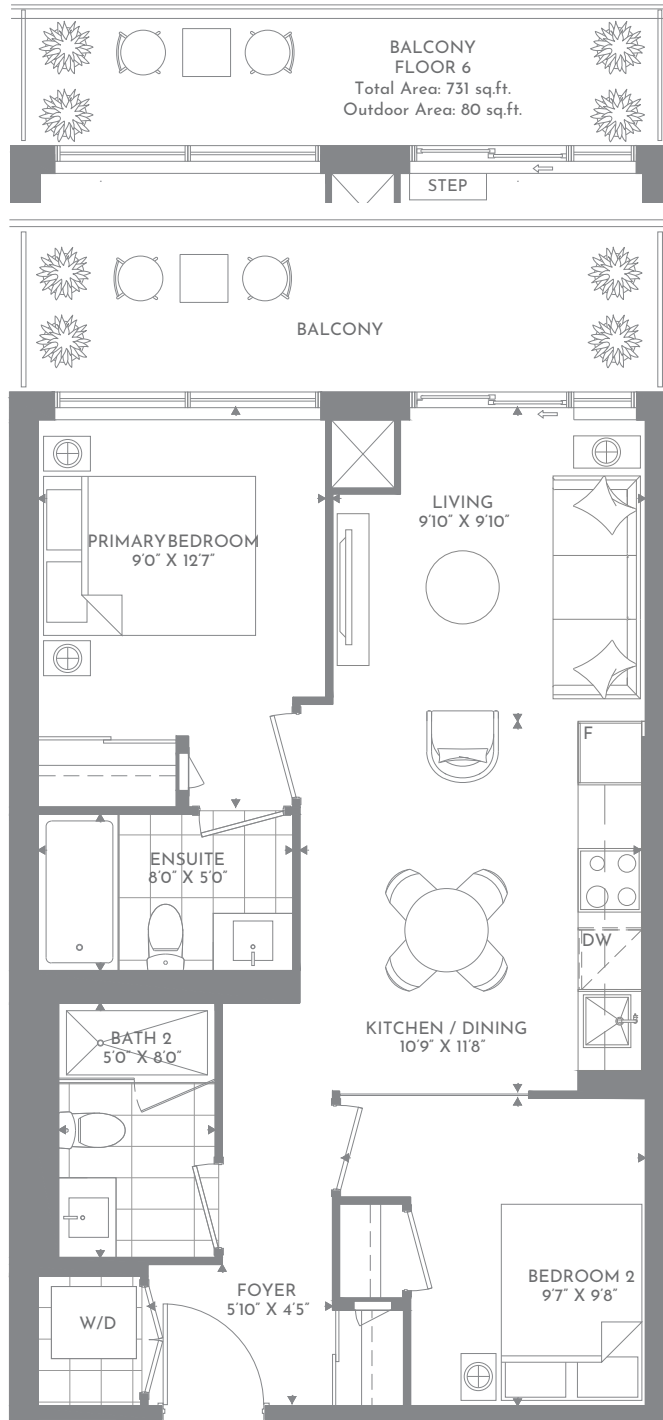 BALCONY
FLOOR 6
Total Area: 731 sq.ft.
Outdoor Area: 80 sq.ft.
STEP
BALCONY
LIVING
9'10" X 9'10"
PRIMARY BEDROOM
9'0" X 12'7"
F
ENSUITE
8'0" X 5'0"
DW
KITCHEN / DINING
10'9" X 11'8"
BATH 2
5'0" X 8'0"
BEDROOM 2
9'7" X 9'8"
FOYER
5'10" X 4'5"
W/D